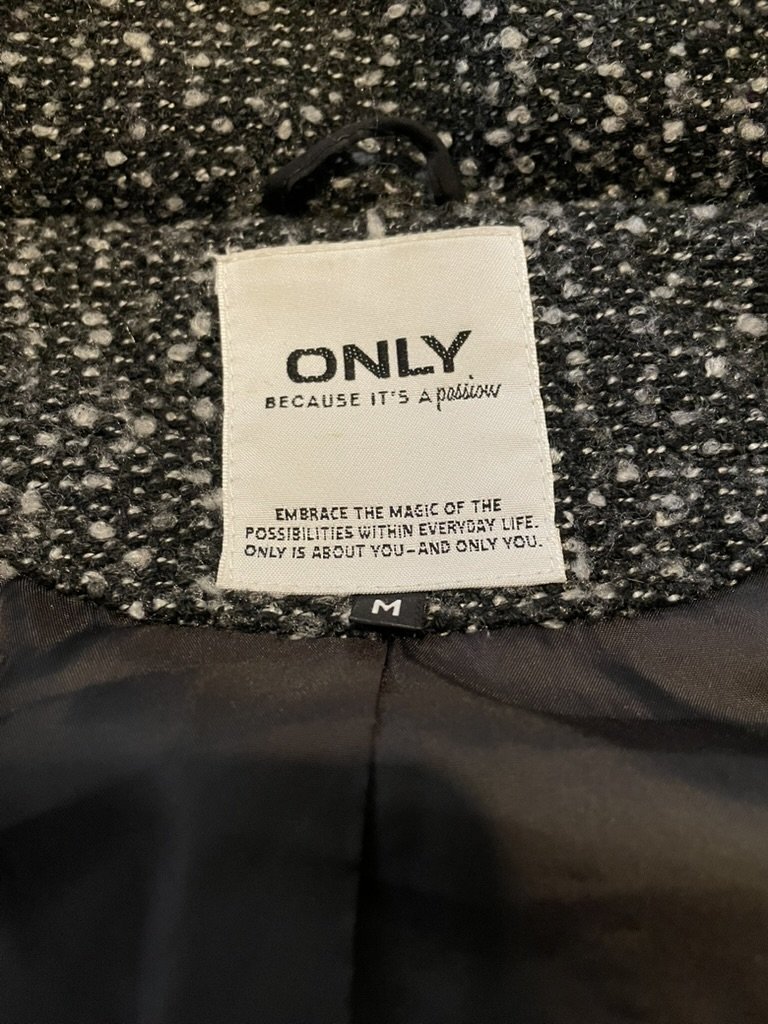 ONLY
BECAUSE IT'S A passion
EMBRACE THE MAGIC OF THE
POSSIBILITIES WITHIN EVERYDAY LIFE.
ONLY IS ABOUT YOU-AND ONLY YOU.
M